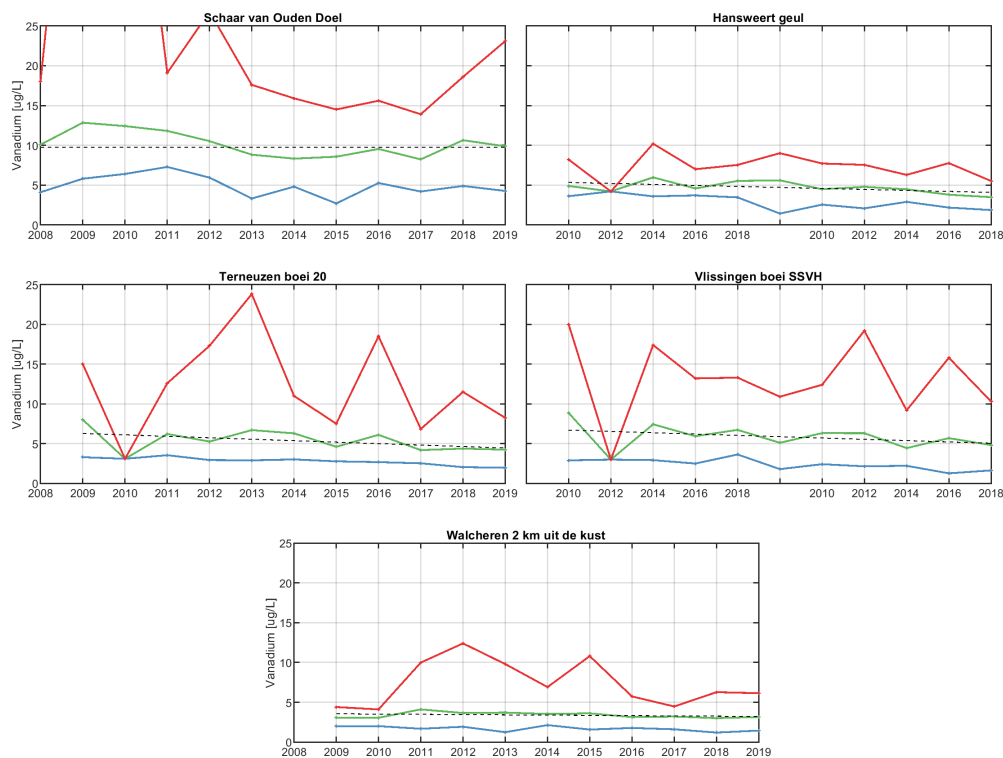 Schaar van Ouden Doel
Hansweert geul
Vanadium [ug/L]
25
20
15
10
5
0
2008 2009 2010 2011 2012 2013 2014 2015 2016 2017 2018 2019
2010 2012 2014 2016 2018 2010 2012 2014 2016 2018
Terneuzen boei 20
Vlissingen boei SSVH
Vanadium [ug/L]
25
20
15
10
5
0
2008 2009 2010 2011 2012 2013 2014 2015 2016 2017 2018 2019
2010 2012 2014 2016 2018 2010 2012 2014 2016 2018
Walcheren 2 km uit de kust
Vanadium [ug/L]
25
20
15
10
5
0
2008 2009 2010 2011 2012 2013 2014 2015 2016 2017 2018 2019